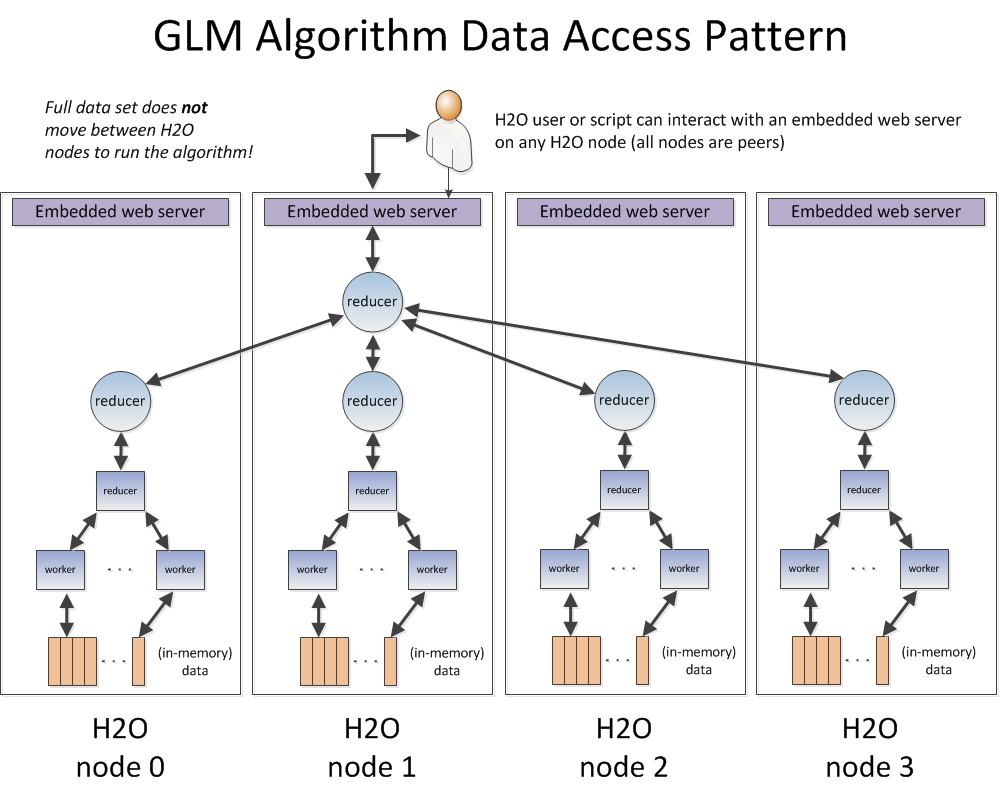 GLM Algorithm Data Access Pattern
Full data set does not
move between H2O
nodes to run the algorithm!
H2O user or script can interact with an embedded web server
on any H2O node (all nodes are peers)
Embedded web server
Embedded web server
Embedded web server
Embedded web server
reducer
reducer
reducer
reducer
reducer
reducer
reducer
reducer
reducer
worker
. . .
worker
worker
. . .
worker
worker
. . .
worker
worker
. . .
worker
. . .
(in-memory)
data
. . .
(in-memory)
data
. . .
(in-memory)
data
. . .
(in-memory)
data
H2O
node 0
H2O
node 1
H2O
node 2
H2O
node 3